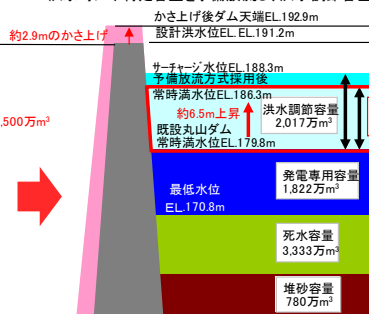 かさ上げ後ダム天端EL.192.9m
約2.9mのかさ上げ
設計洪水位EL.EL.191.2m
サーチャージ水位EL.188.3m
予備放流方式採用後
常時満水位EL.186.3m
約6.5m上昇
洪水調節容量
2,017万m³
,500万m³
既設丸山ダム
常時満水位EL.179.8m
発電専用容量
1,822万m³
最低水位
EL.170.8m
死水容量
3,333万m³
堆砂容量
780万m³